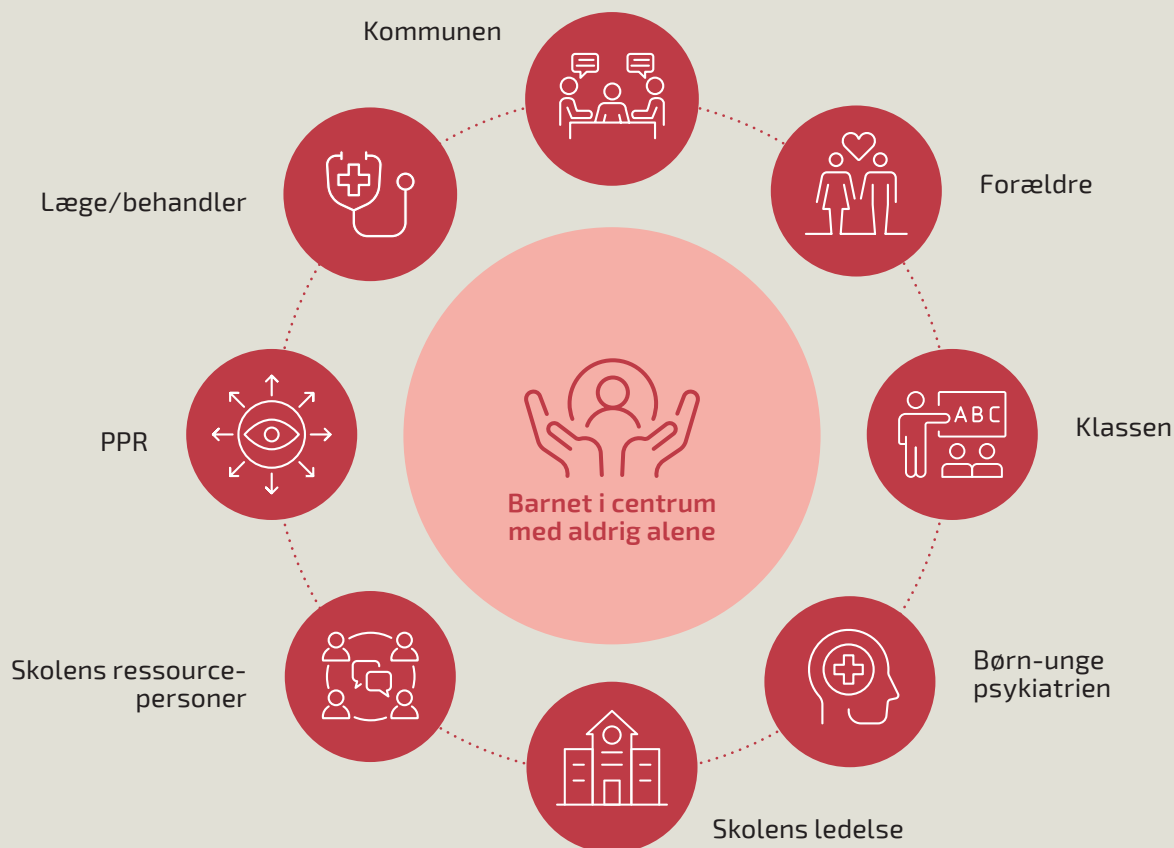 Kommunen
Forældre
Læge/behandler
Klassen
ABC
PPR
Barnet i centrum
med aldrig alene
Børn-unge
psykiatrien
Skolens ressource-
personer
Skolens ledelse